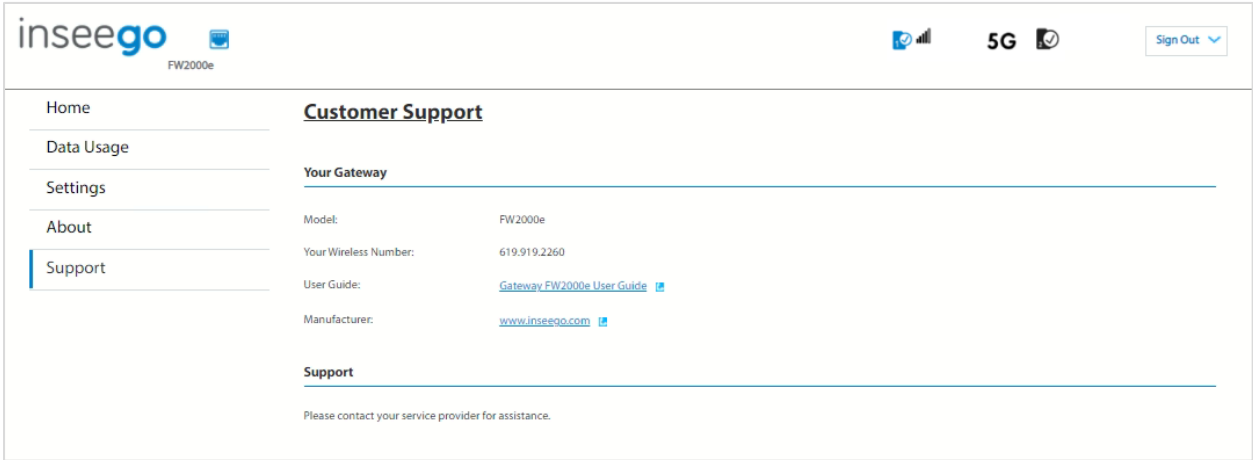 inseego
FW2000e
5G
Sign Out
Home
Data Usage
Settings
About
Support
Customer Support
Your Gateway
Model: FW2000e
Your Wireless Number: 619.919.2260
User Guide: Gateway FW2000e User Guide
Manufacturer: www.inseego.com
Support
Please contact your service provider for assistance.